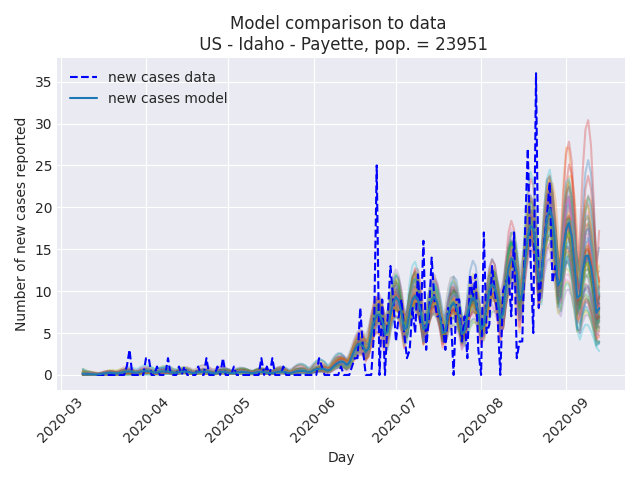 Model comparison to data
US - Idaho - Payette, pop. = 23951
new cases data
new cases model
Number of new cases reported
35
30
25
20
15
10
5
0
2020-03
2020-04
2020-05
2020-06
2020-07
2020-08
2020-09
Day